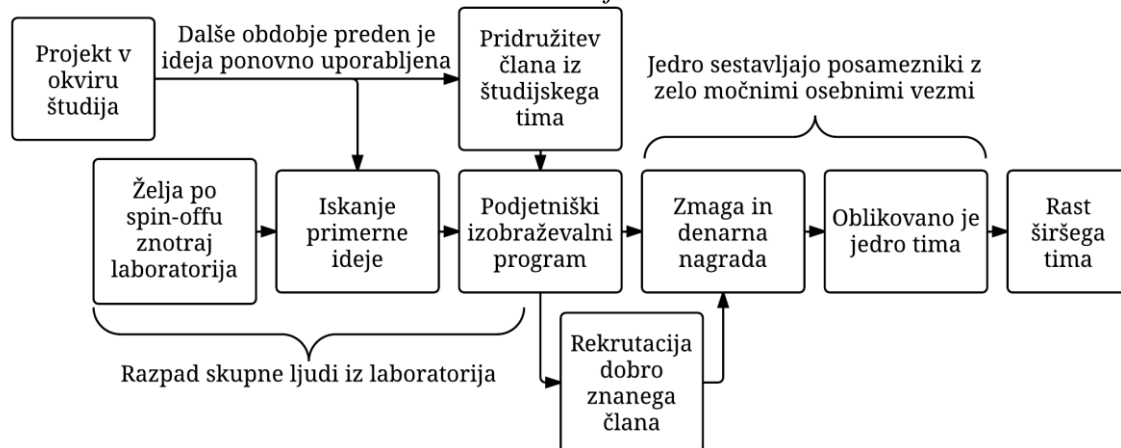 Projekt v
okviru
študija
Dalše obdobje preden je
ideja ponovno uporabljena
Pridružitev
člana iz
študijskega
tima
Jedro sestavljajo posamezniki z
zelo močnimi osebnimi vezmi
Želja po
spin-offu
znotraj
laboratorija
Iskanje
primerne
ideje
Podjetniški
izobraževalni
program
Zmaga in
denarna
nagrada
Oblikovano je
jedro tima
Rast
širšega
tima
Razpad skupne ljudi iz laboratorija
Rekrutacija
dobro
znanega
člana